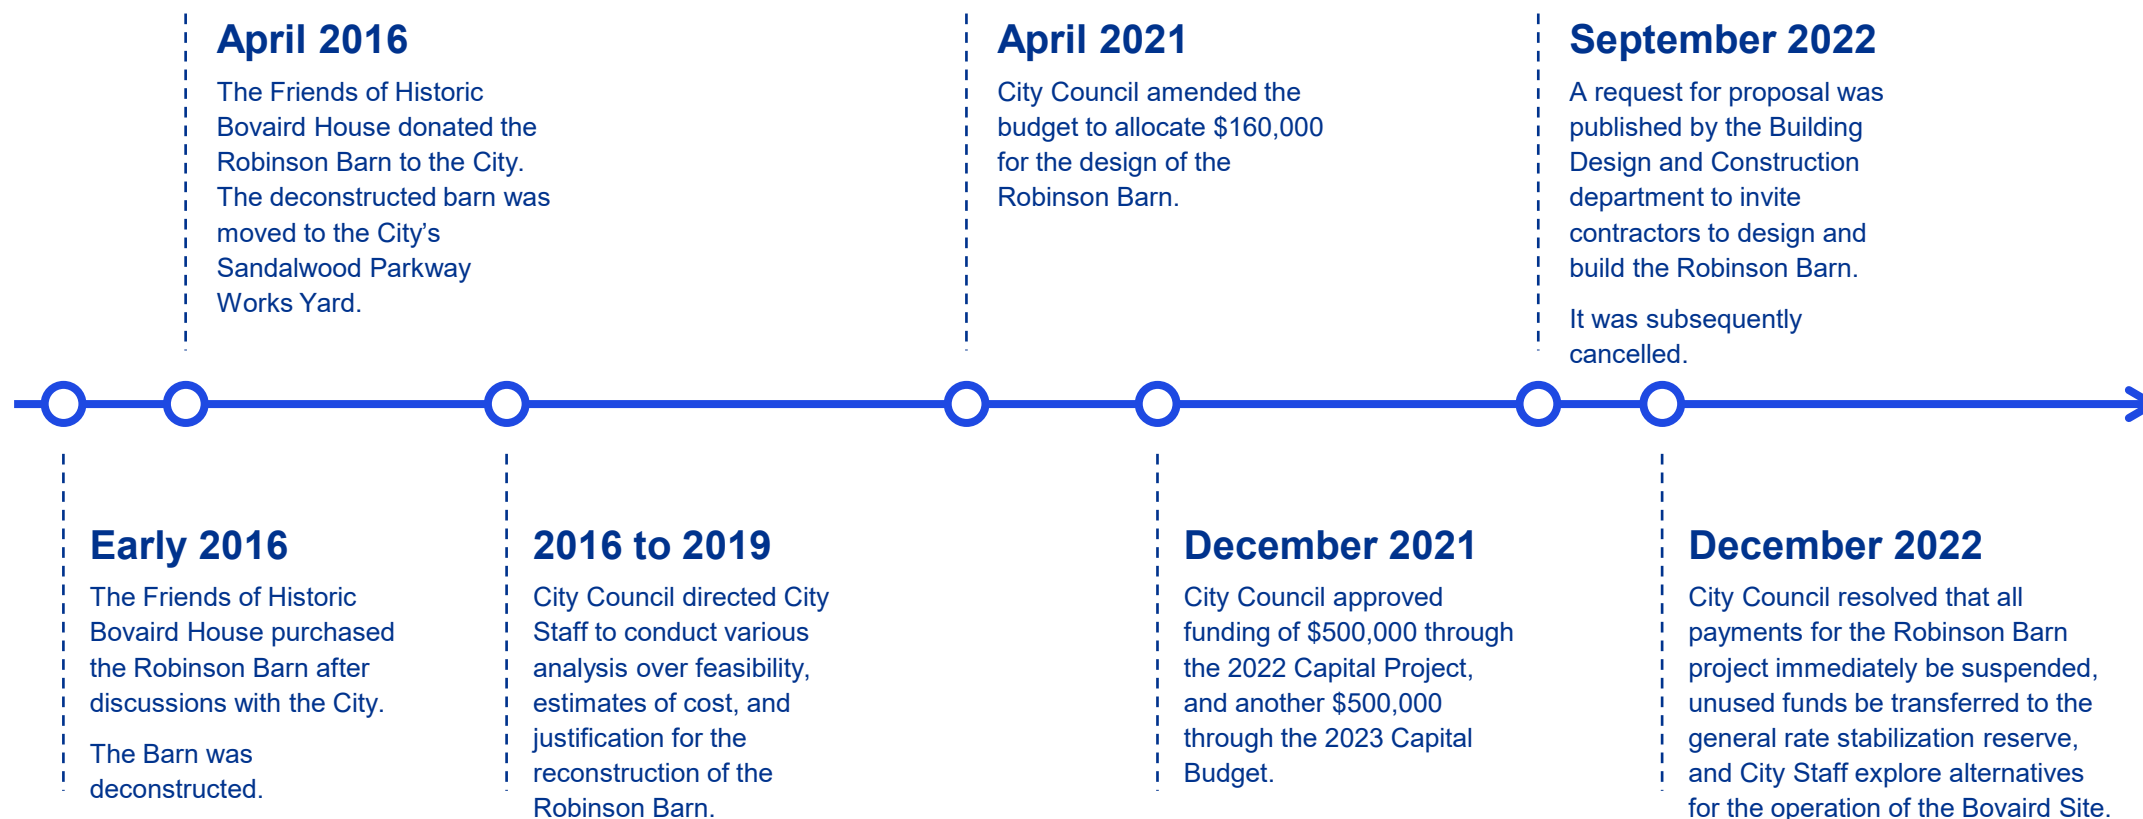 April 2016
The Friends of Historic
Bovaird House donated the
Robinson Barn to the City.
The deconstructed barn was
moved to the City’s
Sandalwood Parkway
Works Yard.
April 2021
City Council amended the
budget to allocate $160,000
for the design of the
Robinson Barn.
September 2022
A request for proposal was
published by the Building
Design and Construction
department to invite
contractors to design and
build the Robinson Barn.
It was subsequently
cancelled.
Early 2016
The Friends of Historic
Bovaird House purchased
the Robinson Barn after
discussions with the City.
The Barn was
deconstructed.
2016 to 2019
City Council directed City
Staff to conduct various
analysis over feasibility,
estimates of cost, and
justification for the
reconstruction of the
Robinson Barn.
December 2021
City Council approved
funding of $500,000 through
the 2022 Capital Project,
and another $500,000
through the 2023 Capital
Budget.
December 2022
City Council resolved that all
payments for the Robinson Barn
project immediately be suspended,
unused funds be transferred to the
general rate stabilization reserve,
and City Staff explore alternatives
for the operation of the Bovaird Site.